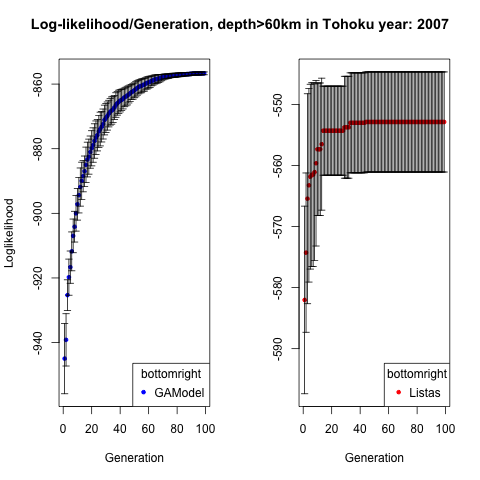 Log-likelihood/Generation, depth>60km in Tohoku year: 2007
Loglikelihood
-860
-880
-900
-920
-940
bottomright
GAModel
0 20 40 60 80 100
Generation
-550
-560
-570
-580
-590
bottomright
Listas
0 20 40 60 80 100
Generation